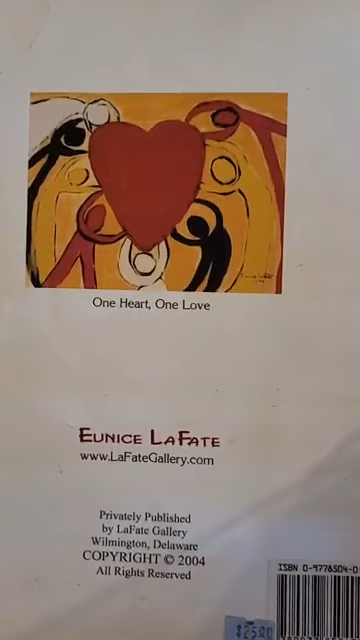 One Heart, One Love
EUNICE LAFATE
www.LaFateGallery.com
Privately Published
by LaFate Gallery
Wilmington, Delaware
COPYRIGHT © 2004
All Rights Reserved
ISBN 0-9778504-0